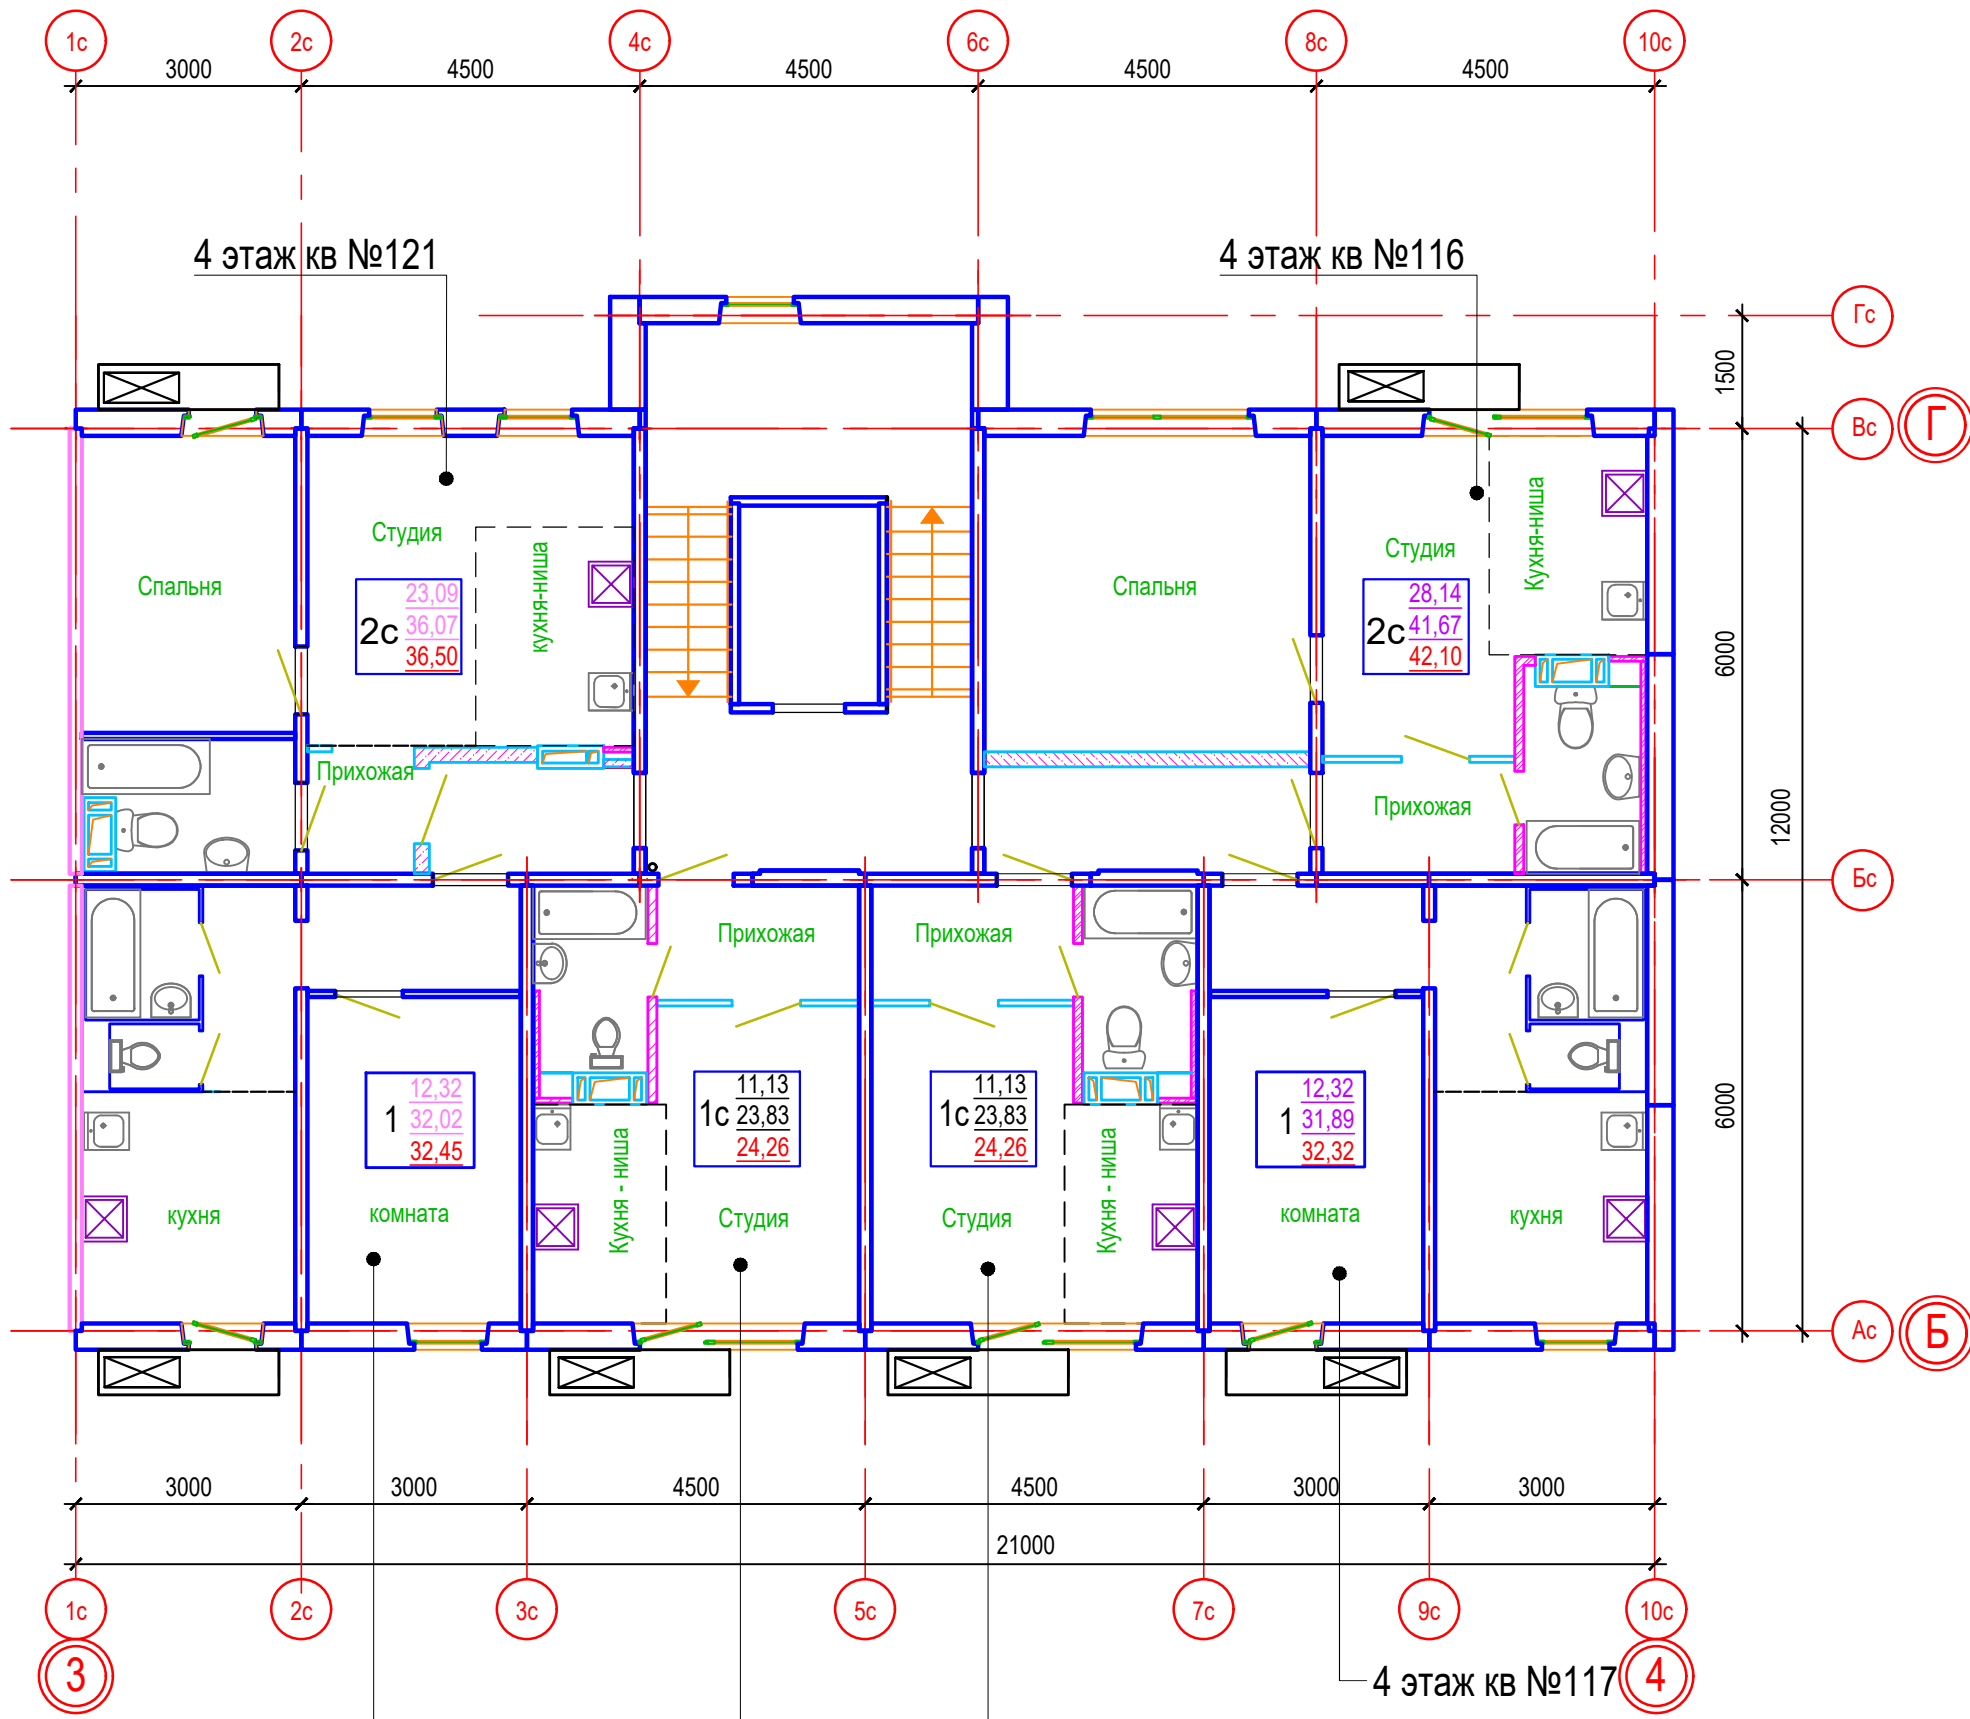 1с 2с 4с 6с 8с 10с
3000 4500 4500 4500 4500
4 этаж кв №121
4 этаж кв №116
Гс
1500
Вс Г
Студия
Спальня
кухня-ниша
2с
23,09
36,07
36,50
Спальня
Студия
Кухня-ниша
2с
28,14
41,67
42,10
6000
12000
Прихожая
Прихожая
Бс
Прихожая
Прихожая
1
12,32
32,02
32,45
1с
11,13
23,83
24,26
1с
11,13
23,83
24,26
1
12,32
31,89
32,32
6000
кухня
комната
Кухня - ниша
Студия
Студия
Кухня - ниша
комната
кухня
Ас Б
3000 3000 4500 4500 3000 3000
21000
1с 2с 3с 5с 7с 9с 10с
3
4 этаж кв №117
4